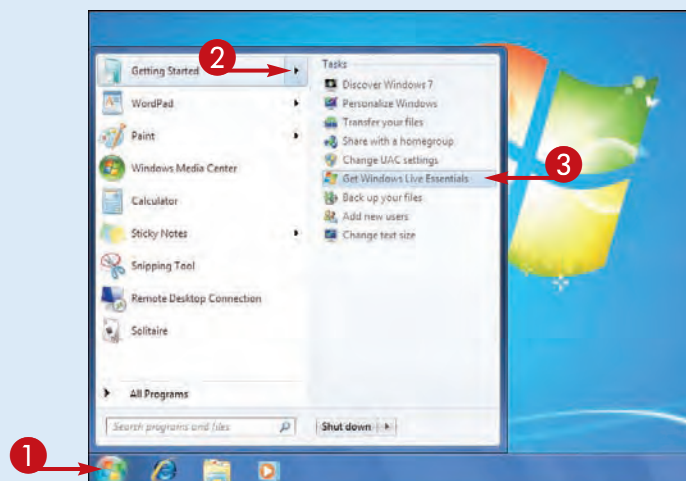 2
Getting Started
WordPad
Paint
Windows Media Center
Calculator
Sticky Notes
Snipping Tool
Remote Desktop Connection
Solitaire
All Programs
Search programs and files
Tasks
Discover Windows 7
Personalize Windows
Transfer your files
Share with a homegroup
Change UAC settings
Get Windows Live Essentials
3
Back up your files
Add new users
Change text size
Shut down
1